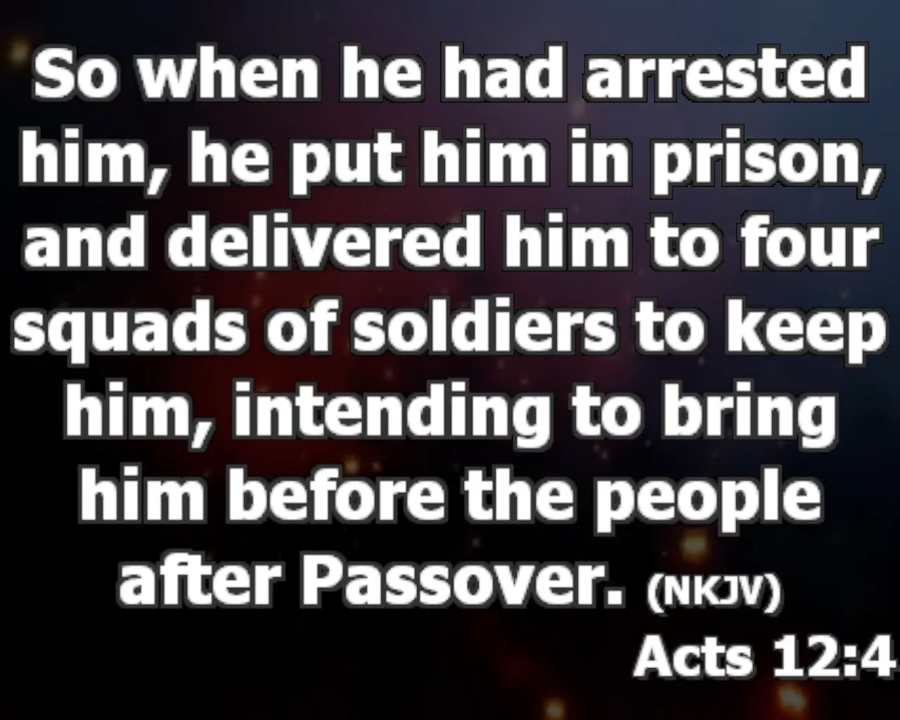 So when he had arrested
him, he put him in prison,
and delivered him to four
squads of soldiers to keep
him, intending to bring
him before the people
after Passover. (NKJV)
Acts 12:4